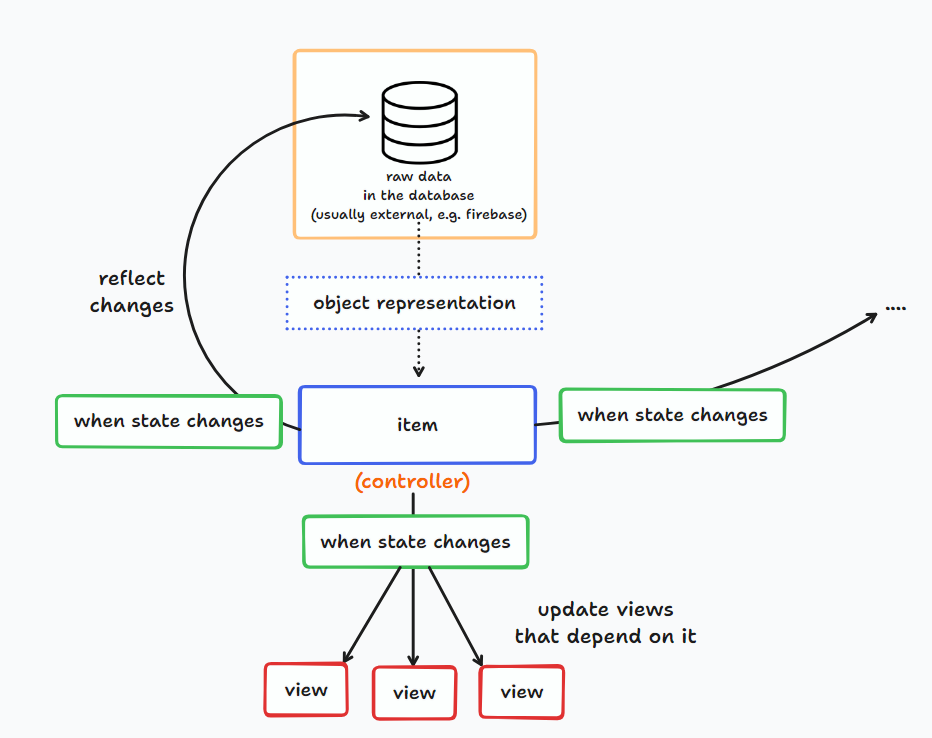 raw data
in the database
(usually external, e.g. firebase)
reflect
changes
object representation
....
when state changes
item
when state changes
(controller)
when state changes
update views
that depend on it
view
view
view